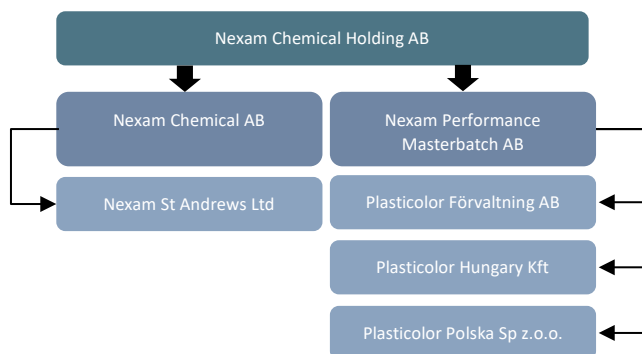 Nexam Chemical Holding AB
Nexam Chemical AB
Nexam Performance
Masterbatch AB
Nexam St Andrews Ltd
Plasticolor Förvaltning AB
Plasticolor Hungary Kft
Plasticolor Polska Sp z.o.o.